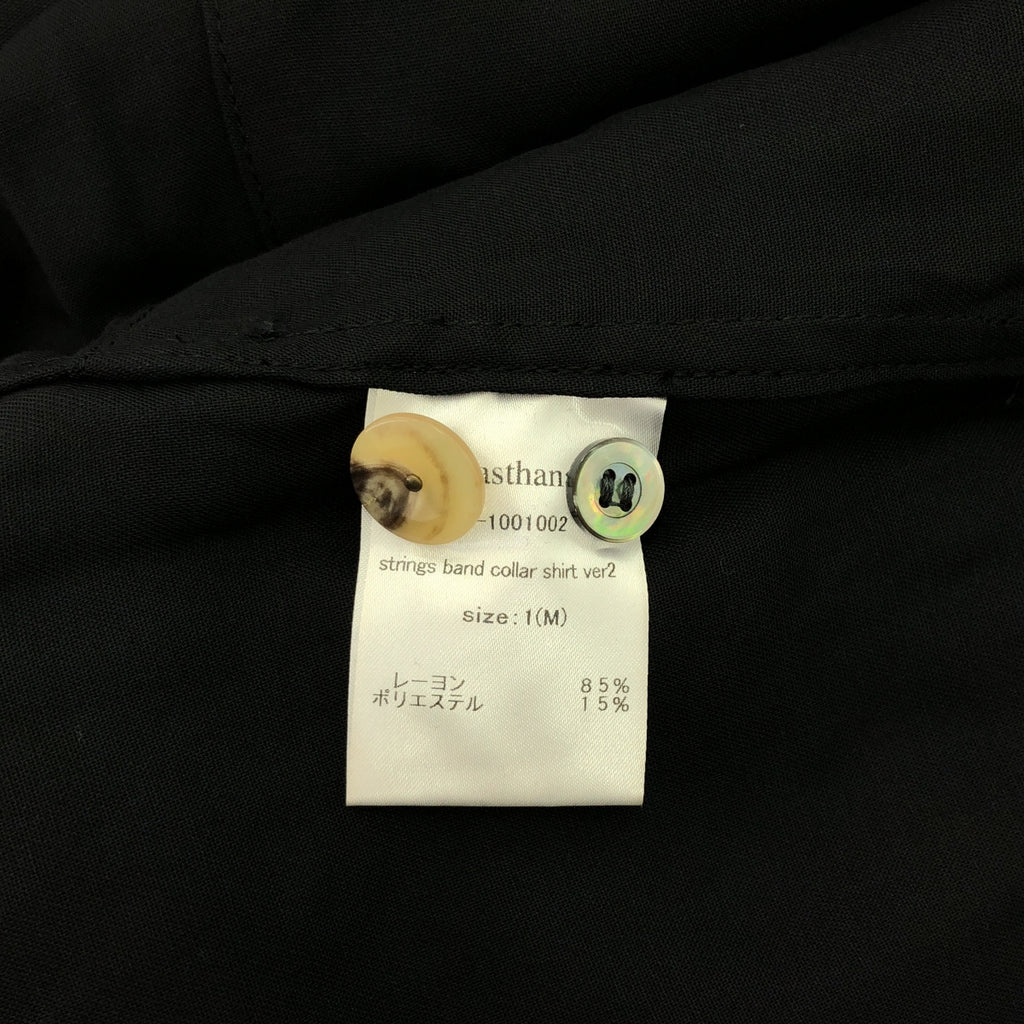 -1001002
strings band collar shirt ver2
size:1(M)
レーヨン 85%
ポリエステル 15%